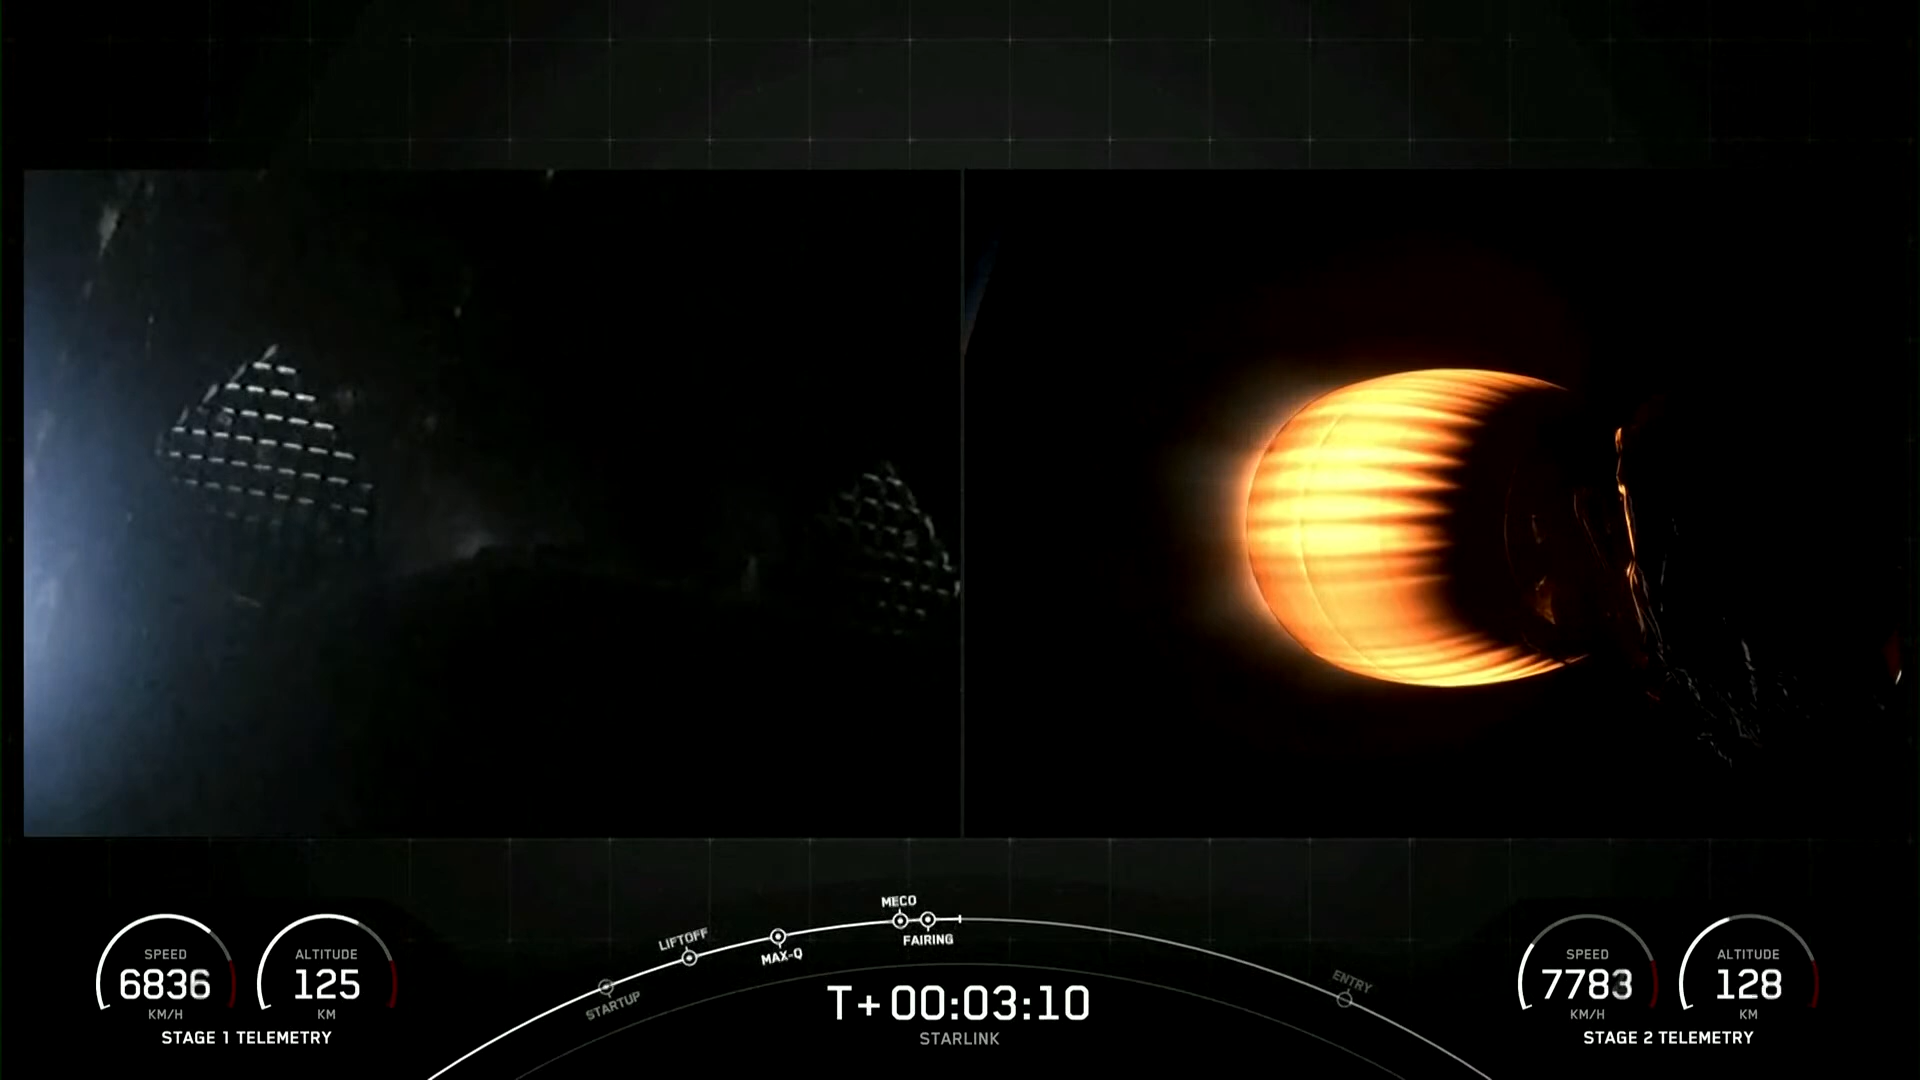 MECO
LIFTOFF
MAX-Q
FAIRING
STARTUP
ENTRY
SPEED
6836
KM/H
ALTITUDE
125
KM
STAGE 1 TELEMETRY
T+00:03:10
STARLINK
SPEED
7783
KM/H
ALTITUDE
128
KM
STAGE 2 TELEMETRY